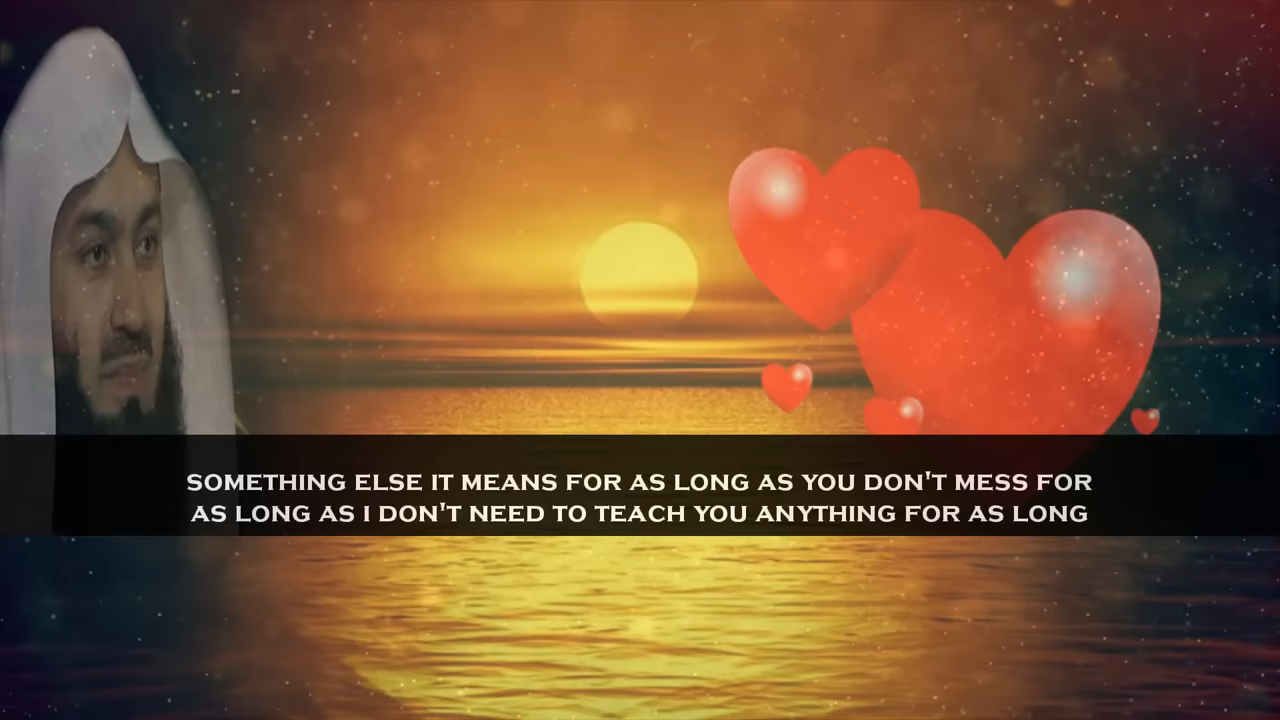 SOMETHING ELSE IT MEANS FOR AS LONG AS YOU DON'T MESS FOR
AS LONG AS I DON'T NEED TO TEACH YOU ANYTHING FOR AS LONG